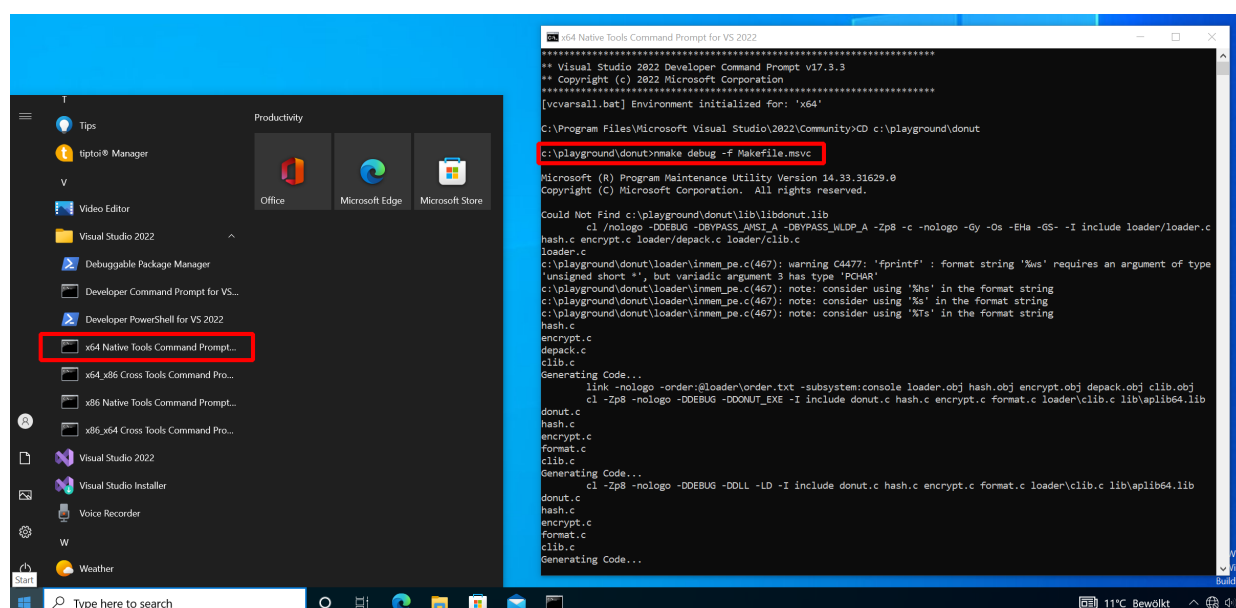 T
Tips
tiptoi® Manager
V
Video Editor
Visual Studio 2022
Debuggable Package Manager
Developer Command Prompt for VS...
Developer PowerShell for VS 2022
x64 Native Tools Command Prompt...
x64_x86 Cross Tools Command Pro...
x86 Native Tools Command Prompt...
x86_x64 Cross Tools Command Pro...
Visual Studio 2022
Visual Studio Installer
Voice Recorder
W
Weather
Start
Productivity
Office
Microsoft Edge
Microsoft Store
x64 Native Tools Command Prompt for VS 2022
**********************************************************************
** Visual Studio 2022 Developer Command Prompt v17.3.3
** Copyright (c) 2022 Microsoft Corporation
**********************************************************************
[vcvarsall.bat] Environment initialized for: 'x64'
C:\Program Files\Microsoft Visual Studio\2022\Community>CD c:\playground\donut
c:\playground\donut>nmake debug -f Makefile.msvc
Microsoft (R) Program Maintenance Utility Version 14.33.31629.0
Copyright (C) Microsoft Corporation.  All rights reserved.
Could Not Find c:\playground\donut\lib\libdonut.lib
cl /nologo -DDEBUG -DBYPASS_AMSI_A -DBYPASS_WLDP_A -Zp8 -c -nologo -Gy -Os -EHa -GS- -I include loader/loader.c
hash.c encrypt.c loader/depack.c loader/clib.c
loader.c
c:\playground\donut\loader\inmem_pe.c(467): warning C4477: 'fprintf' : format string '%ws' requires an argument of type
'unsigned short *', but variadic argument 3 has type 'PCHAR'
c:\playground\donut\loader\inmem_pe.c(467): note: consider using '%hs' in the format string
c:\playground\donut\loader\inmem_pe.c(467): note: consider using '%s' in the format string
c:\playground\donut\loader\inmem_pe.c(467): note: consider using '%Ts' in the format string
hash.c
encrypt.c
depack.c
clib.c
Generating Code...
link -nologo -order:@loader\order.txt -subsystem:console loader.obj hash.obj encrypt.obj depack.obj clib.obj
cl -Zp8 -nologo -DDEBUG -DDONUT_EXE -I include donut.c hash.c encrypt.c format.c loader\clib.c lib\aplib64.lib
donut.c
hash.c
encrypt.c
format.c
clib.c
Generating Code...
cl -Zp8 -nologo -DDEBUG -DDLL -LD -I include donut.c hash.c encrypt.c format.c loader\clib.c lib\aplib64.lib
donut.c
hash.c
encrypt.c
format.c
clib.c
Generating Code...
Build
Type here to search
11°C Bewölkt